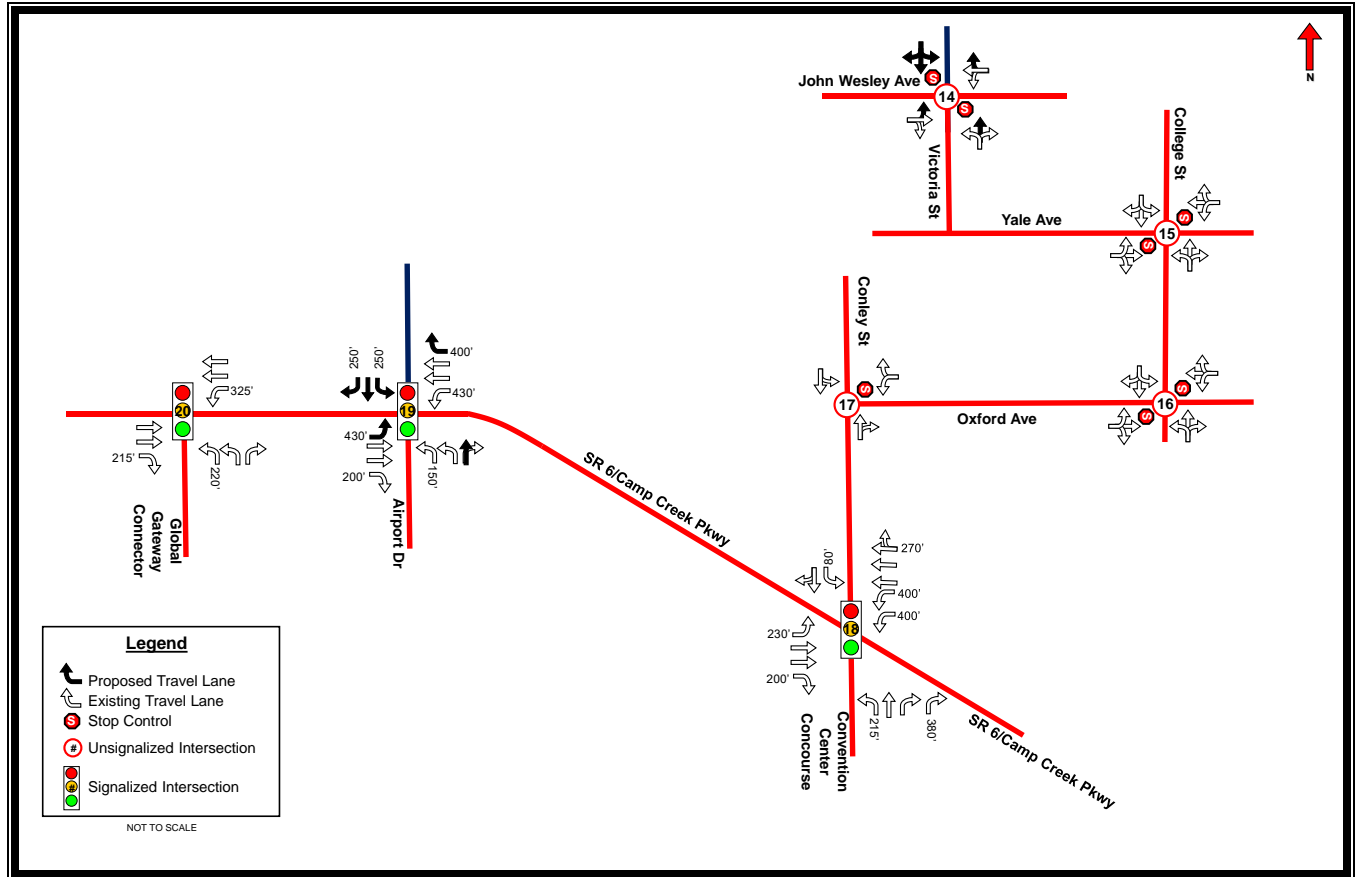 N
John Wesley Ave
S
14
S
Victoria St
College St
Yale Ave
S
15
S
Conley St
17
S
Oxford Ave
S
16
S
20
325'
215'
220'
Global
Gateway
Connector
250'
250'
400'
430'
19
430'
200'
150'
Airport Dr
SR 6/Camp Creek Pkwy
80'
270'
400'
400'
18
230'
200'
215'
380'
Convention
Center
Concourse
SR 6/Camp Creek Pkwy
Legend
Proposed Travel Lane
Existing Travel Lane
S Stop Control
# Unsignalized Intersection
# Signalized Intersection
NOT TO SCALE